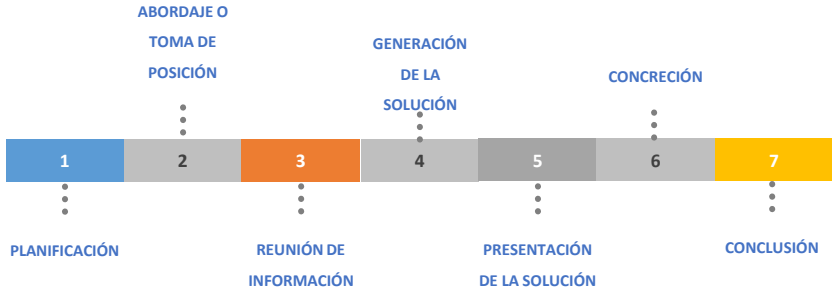 ABORDAJE O
TOMA DE
POSICIÓN
GENERACIÓN
DE LA
SOLUCIÓN
CONCRECIÓN
1
2
3
4
5
6
7
PLANIFICACIÓN
REUNIÓN DE
INFORMACIÓN
PRESENTACIÓN
DE LA SOLUCIÓN
CONCLUSIÓN